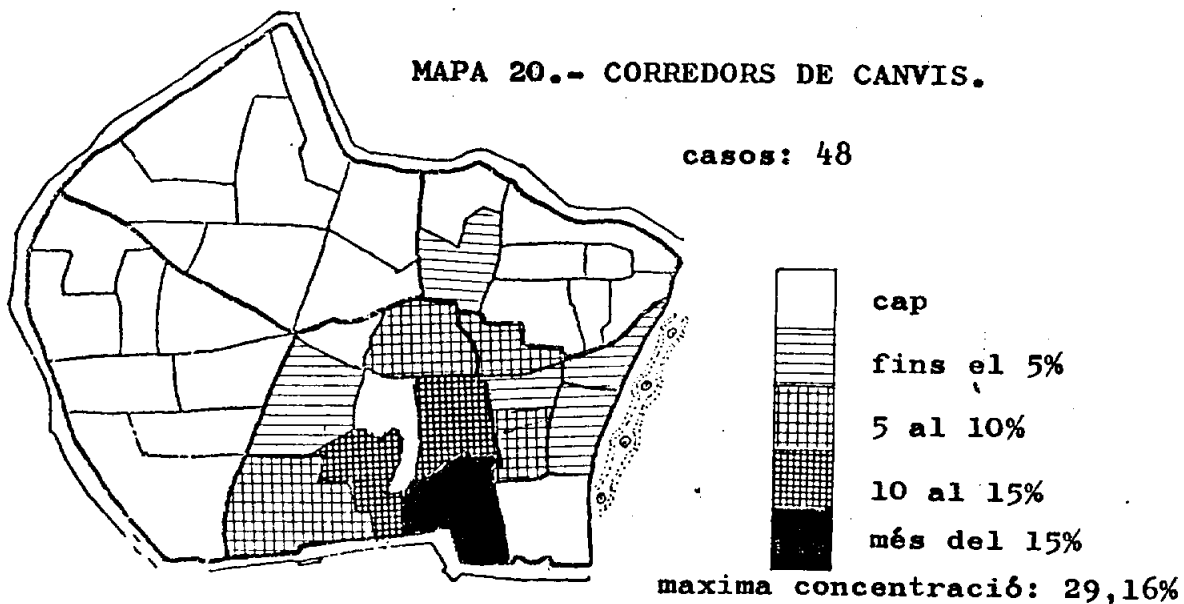 MAPA 20.- CORREDORS DE CANVIS.
casos: 48
cap
fins el 5%
5 al 10%
10 al 15%
més del 15%
maxima concentració: 29,16%